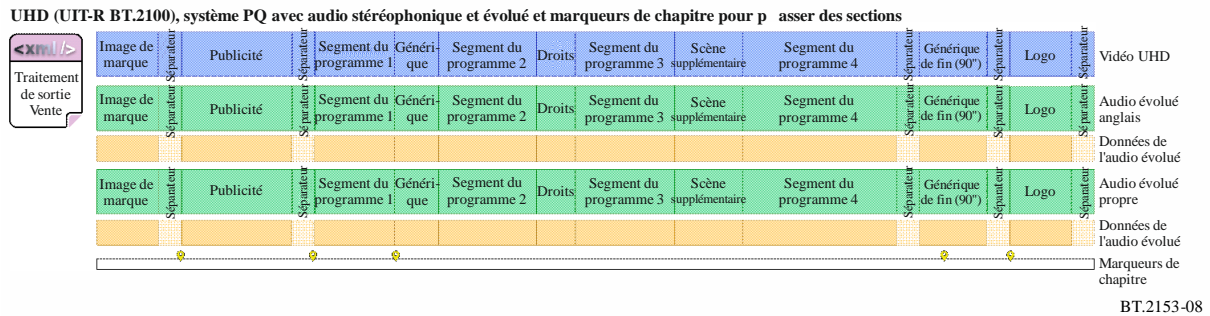 UHD (UIT-R BT.2100), système PQ avec audio stéréophonique et évolué et marqueurs de chapitre pour p asser des sections
<xml/>
Traitement
de sortie
Vente
Image de
marque
Séparateur
Publicité
Séparateur
Segment du
programme 1
Généri-
que
Segment du
programme 2
Droits
Segment du
programme 3
Scène
supplémentaire
Segment du
programme 4
Séparateur
Générique
de fin (90")
Séparateur
Logo
Séparateur
Vidéo UHD
Image de
marque
Séparateur
Publicité
Séparateur
Segment du
programme 1
Généri-
que
Segment du
programme 2
Droits
Segment du
programme 3
Scène
supplémentaire
Segment du
programme 4
Séparateur
Générique
de fin (90")
Séparateur
Logo
Séparateur
Audio évolué
anglais
Données de
l'audio évolué
Image de
marque
Séparateur
Publicité
Séparateur
Segment du
programme 1
Généri-
que
Segment du
programme 2
Droits
Segment du
programme 3
Scène
supplémentaire
Segment du
programme 4
Séparateur
Générique
de fin (90")
Séparateur
Logo
Séparateur
Audio évolué
propre
Données de
l'audio évolué
Marqueurs de
chapitre
BT.2153-08